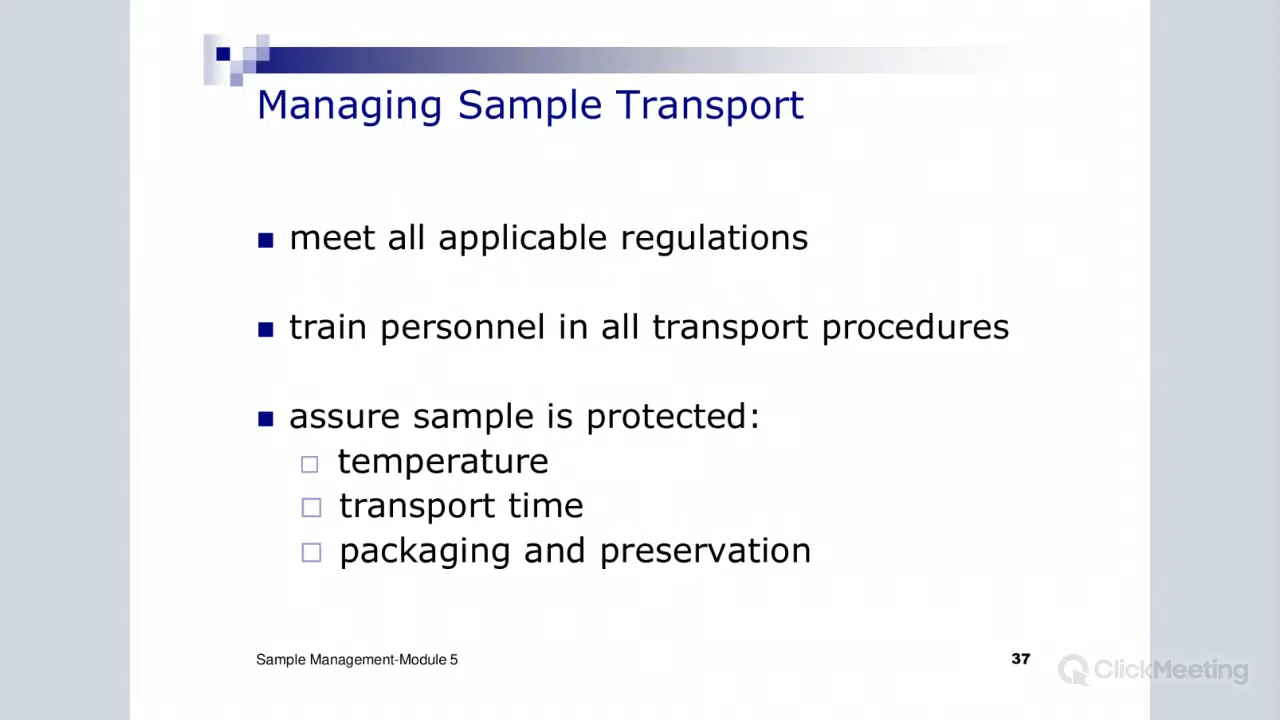 Managing Sample Transport
meet all applicable regulations
train personnel in all transport procedures
assure sample is protected:
temperature
transport time
packaging and preservation
Sample Management-Module 5
37
ClickMeeting